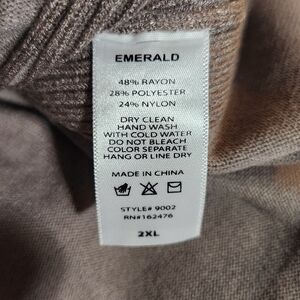 EMERALD
48% RAYON
28% POLYESTER
24% NYLON
DRY CLEAN
HAND WASH
WITH COLD WATER
DO NOT BLEACH
COLOR SEPARATE
HANG OR LINE DRY
MADE IN CHINA
STYLE# 9002
RN#162476
2XL